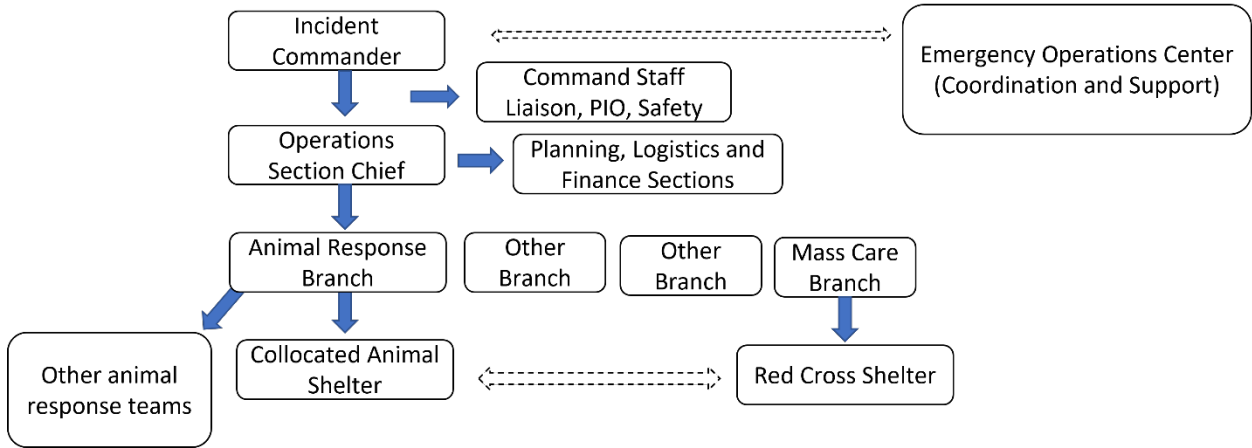 Incident
Commander
Emergency Operations Center
(Coordination and Support)
Command Staff
Liaison, PIO, Safety
Operations
Section Chief
Planning, Logistics and
Finance Sections
Animal Response
Branch
Other
Branch
Other
Branch
Mass Care
Branch
Other animal
response teams
Collocated Animal
Shelter
Red Cross Shelter